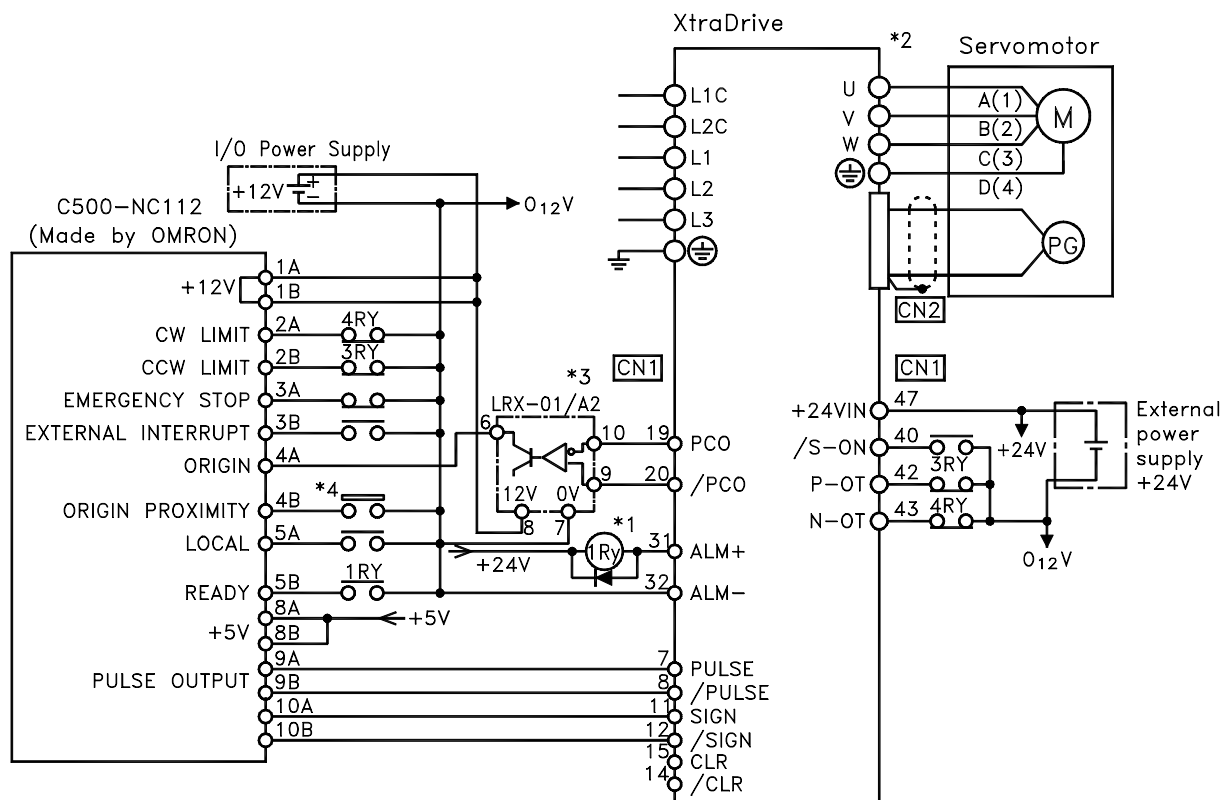 XtraDrive
*2
Servomotor
L1C
L2C
L1
L2
L3
U
V
W
A(1)
B(2)
C(3)
D(4)
M
PG
CN2
I/O Power Supply
+12V
+
−
0₁₂V
C500-NC112
(Made by OMRON)
+12V
1A
1B
CW LIMIT
2A
4RY
CCW LIMIT
2B
3RY
EMERGENCY STOP
3A
EXTERNAL INTERRUPT
3B
ORIGIN
4A
ORIGIN PROXIMITY
4B
*4
LOCAL
5A
READY
5B
1RY
+5V
8A
8B
+5V
PULSE OUTPUT
9A
9B
10A
10B
*3
LRX-01/A2
6
10
9
12V
0V
8
7
+24V
*1
1Ry
CN1
19
PCO
20
/PCO
31
ALM+
32
ALM-
7
PULSE
8
/PULSE
11
SIGN
12
/SIGN
15
CLR
14
/CLR
CN1
+24VIN
47
/S-ON
40
P-OT
42
3RY
N-OT
43
4RY
+24V
0₁₂V
External
power
supply
+24V